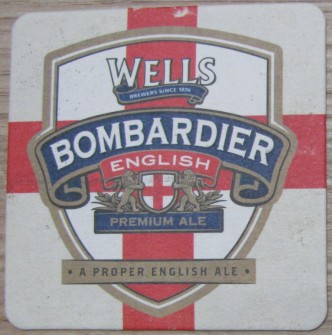 WELLS
BREWERS SINCE 1876
BOMBARDIER
ENGLISH
PREMIUM ALE
• A PROPER ENGLISH ALE •